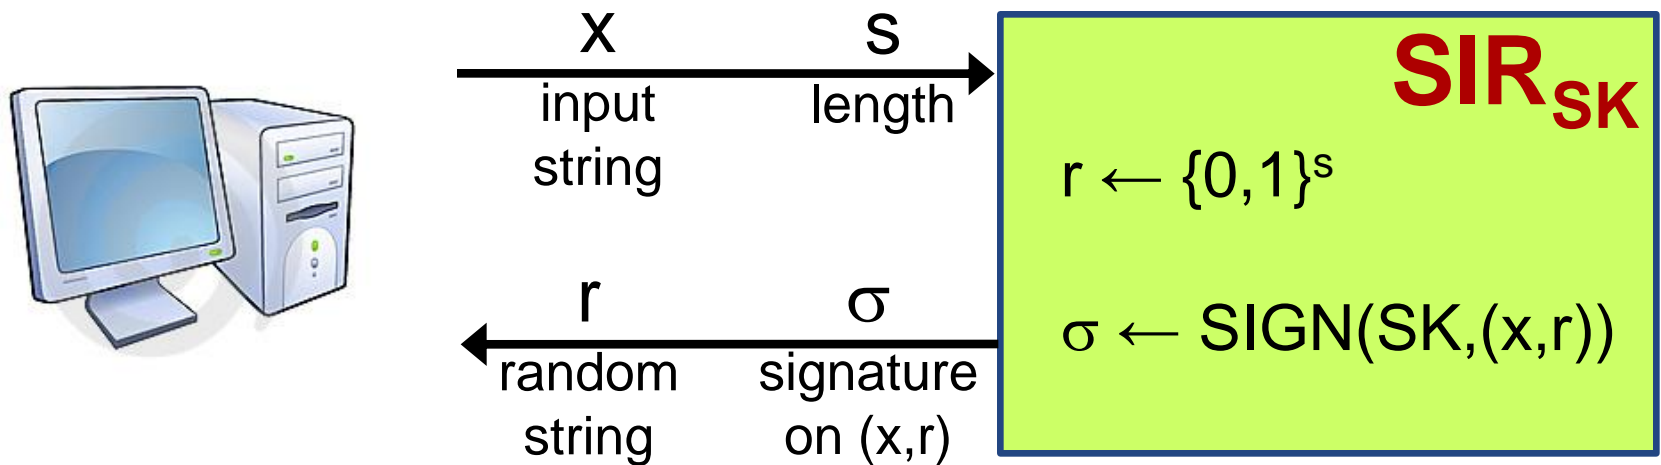 x s
input length
string
r σ
random signature
string on (x,r)
SIR_SK
r ← {0,1}^s
σ ← SIGN(SK,(x,r))